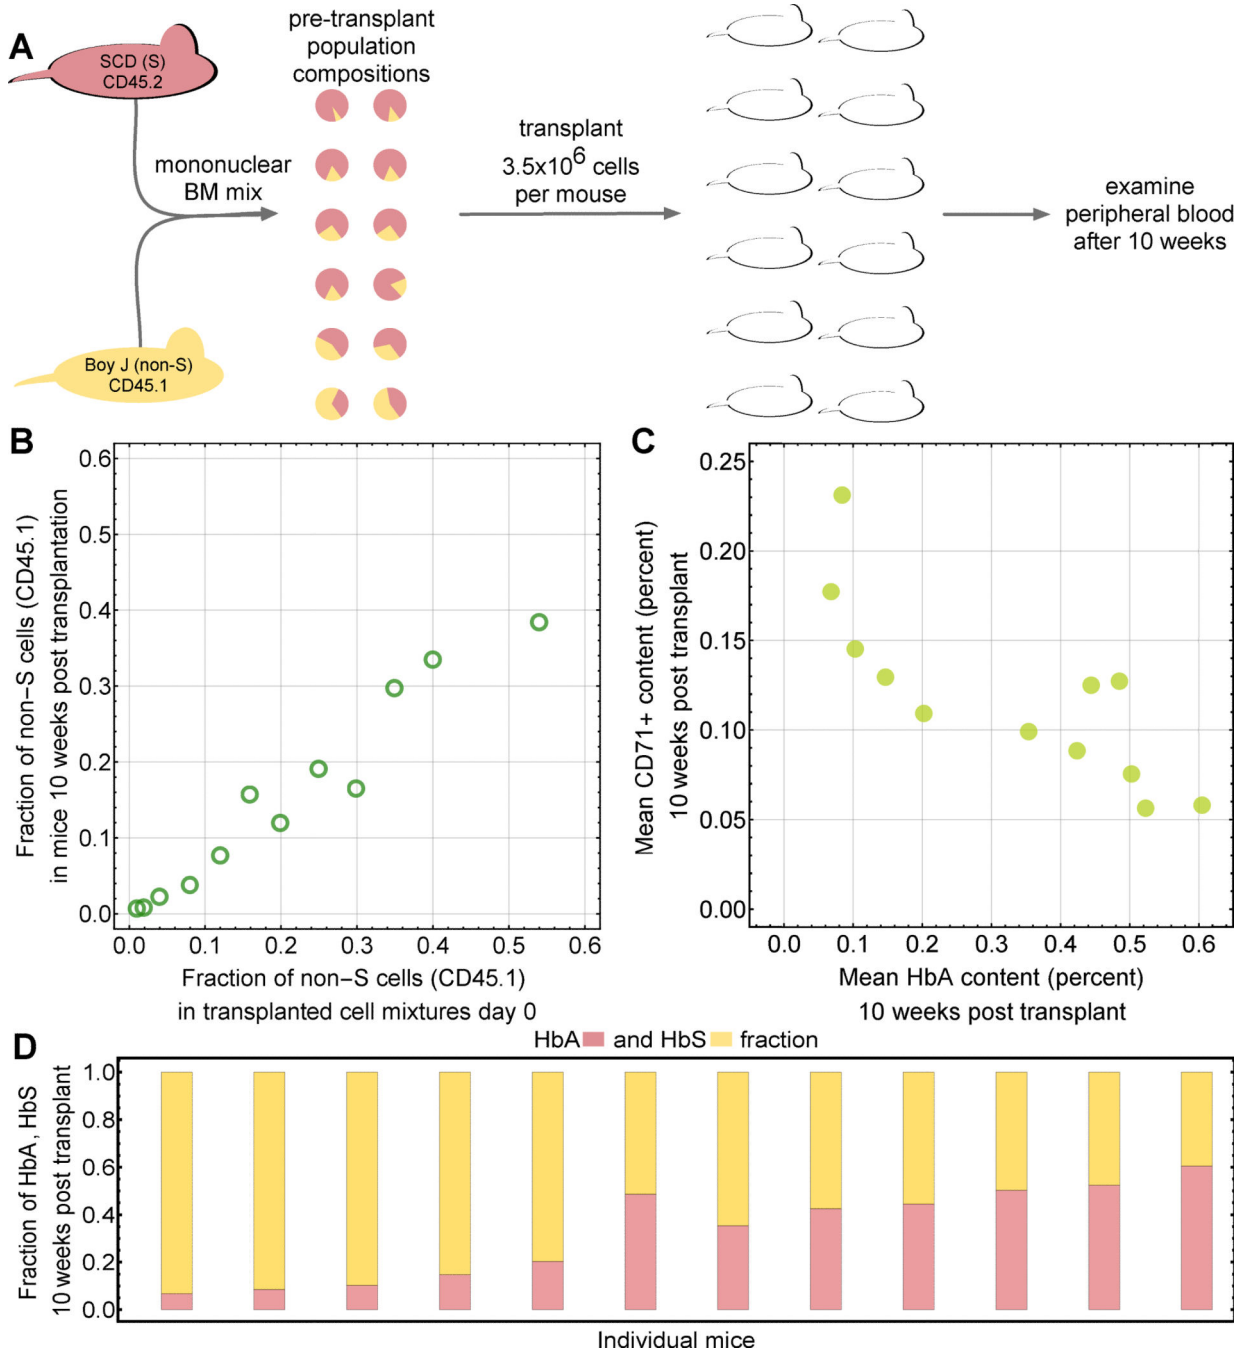 A
SCD (S)
CD45.2
Boy J (non-S)
CD45.1
mononuclear
BM mix
pre-transplant
population
compositions
transplant
3.5x10^6 cells
per mouse
examine
peripheral blood
after 10 weeks
B
Fraction of non–S cells (CD45.1)
in mice 10 weeks post transplantation
0.6
0.5
0.4
0.3
0.2
0.1
0.0
0.0 0.1 0.2 0.3 0.4 0.5 0.6
Fraction of non–S cells (CD45.1)
in transplanted cell mixtures day 0
C
Mean CD71+ content (percent)
10 weeks post transplant
0.25
0.20
0.15
0.10
0.05
0.00
0.0 0.1 0.2 0.3 0.4 0.5 0.6
Mean HbA content (percent)
10 weeks post transplant
D
HbA and HbS fraction
Fraction of HbA, HbS
10 weeks post transplant
1.0
0.8
0.6
0.4
0.2
0.0
Individual mice